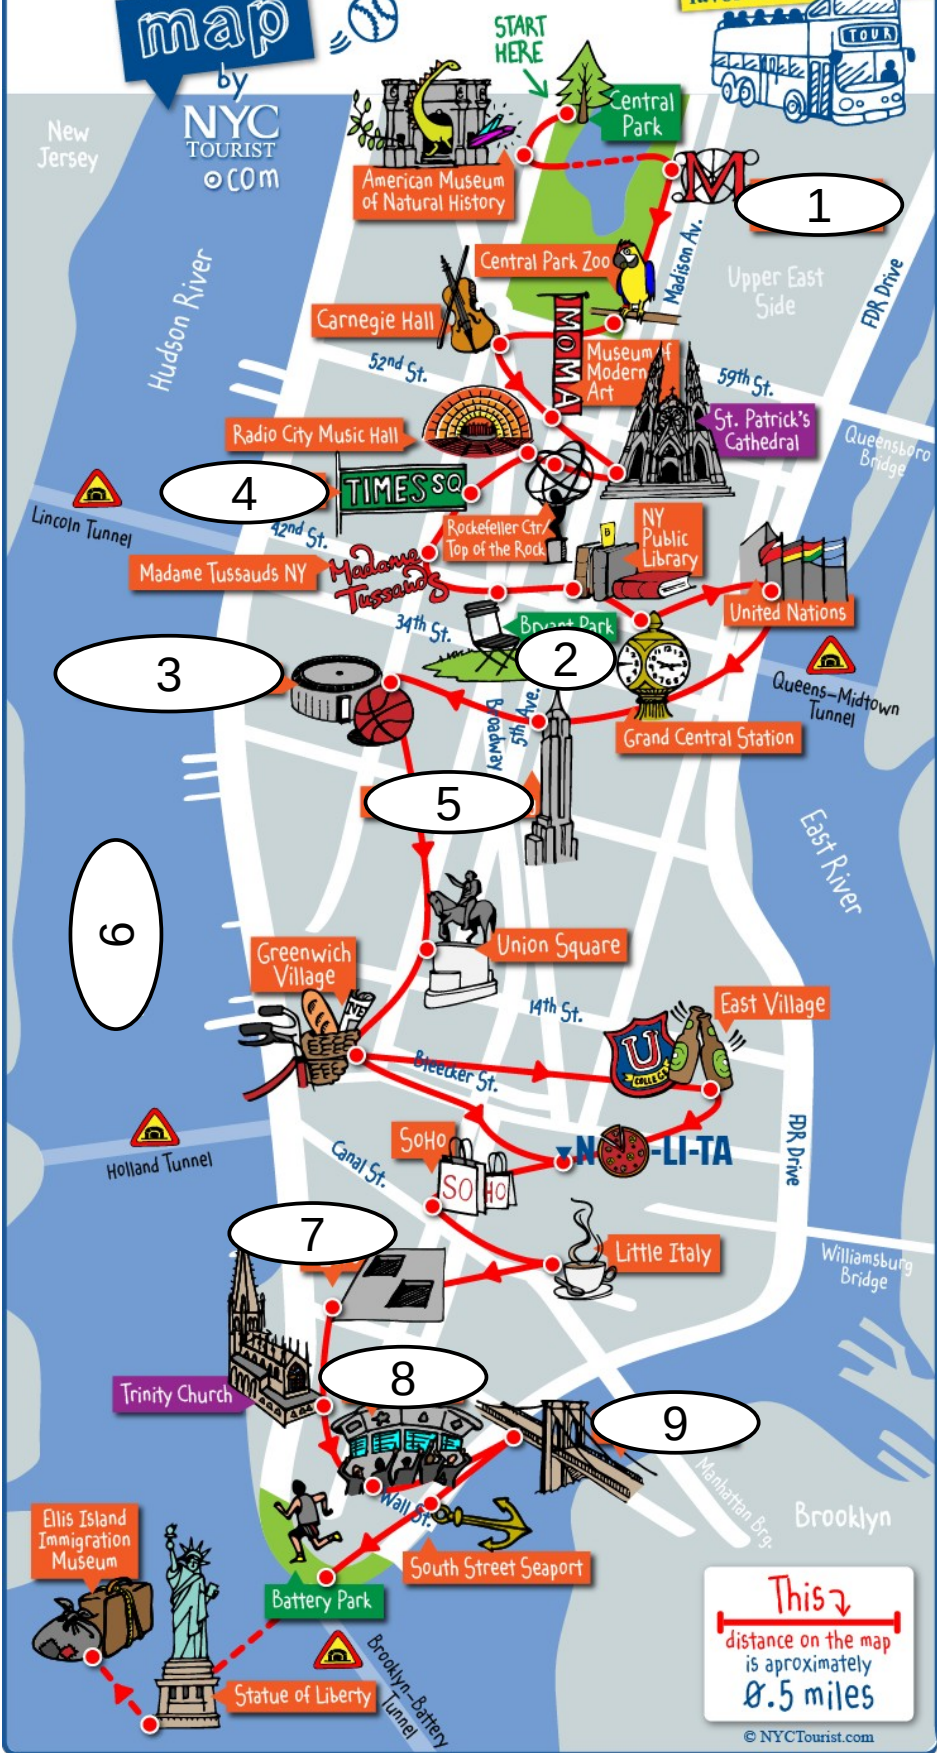 map
by
NYC
TOURIST
.com
START
HERE
TOUR
New
Jersey
Central
Park
American Museum
of Natural History
M
1
Central Park Zoo
Madison Av.
Upper East
Side
FDR Drive
Hudson River
Carnegie Hall
MOMA
Museum of
Modern
Art
52nd St.
59th St.
St. Patrick's
Cathedral
Radio City Music Hall
Queensboro
Bridge
4
TIMES SQ
Lincoln Tunnel
42nd St.
Rockefeller Ctr/
Top of the Rock
B
NY
Public
Library
Madame Tussauds NY
Madame
Tussauds
United Nations
34th St.
Bryant Park
2
3
Queens-Midtown
Tunnel
Broadway
5th Ave.
Grand Central Station
5
East River
6
Union Square
Greenwich
Village
14th St.
East Village
U
COLLEGE
Bleecker St.
Holland Tunnel
SoHo
SO
HO
N -LI-TA
FDR Drive
Canal St.
7
Little Italy
Williamsburg
Bridge
8
Trinity Church
9
Wall St.
Manhattan Brg.
Brooklyn
Ellis Island
Immigration
Museum
South Street Seaport
Battery Park
Brooklyn-Battery
Tunnel
Statue of Liberty
This
distance on the map
is aproximately
0.5 miles
© NYCTourist.com